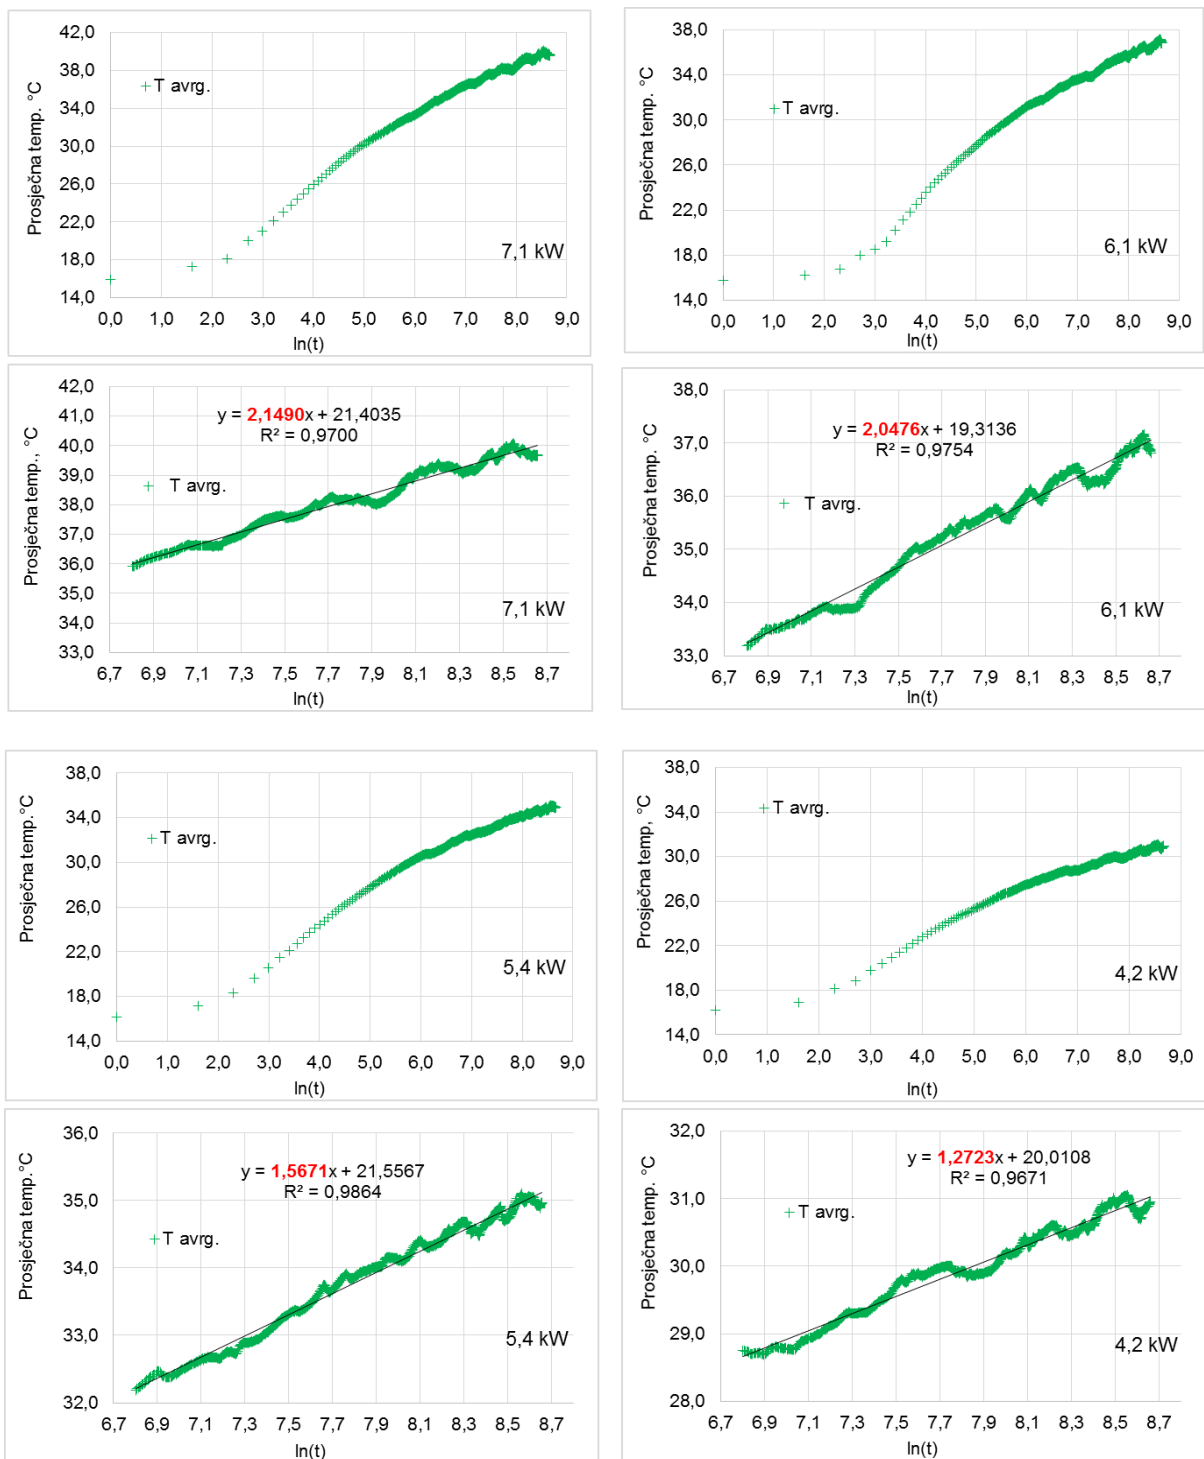 42,0
38,0
34,0
30,0
26,0
22,0
18,0
14,0
Prosječna temp. °C
T avrg.
7,1 kW
0,0 1,0 2,0 3,0 4,0 5,0 6,0 7,0 8,0 9,0
ln(t)
38,0
34,0
30,0
26,0
22,0
18,0
14,0
Prosječna temp. °C
T avrg.
6,1 kW
0,0 1,0 2,0 3,0 4,0 5,0 6,0 7,0 8,0 9,0
ln(t)
42,0
41,0
40,0
39,0
38,0
37,0
36,0
35,0
34,0
33,0
Prosječna temp., °C
y = 2,1490x + 21,4035
R² = 0,9700
T avrg.
7,1 kW
6,7 6,9 7,1 7,3 7,5 7,7 7,9 8,1 8,3 8,5 8,7
ln(t)
38,0
37,0
36,0
35,0
34,0
33,0
Prosječna temp. °C
y = 2,0476x + 19,3136
R² = 0,9754
T avrg.
6,1 kW
6,7 6,9 7,1 7,3 7,5 7,7 7,9 8,1 8,3 8,5 8,7
ln(t)
38,0
34,0
30,0
26,0
22,0
18,0
14,0
Prosječna temp.°C
T avrg.
5,4 kW
0,0 1,0 2,0 3,0 4,0 5,0 6,0 7,0 8,0 9,0
ln(t)
38,0
34,0
30,0
26,0
22,0
18,0
14,0
Prosječna temp, °C
T avrg.
4,2 kW
0,0 1,0 2,0 3,0 4,0 5,0 6,0 7,0 8,0 9,0
ln(t)
36,0
35,0
34,0
33,0
32,0
Prosječna temp.°C
y = 1,5671x + 21,5567
R² = 0,9864
T avrg.
5,4 kW
6,7 6,9 7,1 7,3 7,5 7,7 7,9 8,1 8,3 8,5 8,7
ln(t)
32,0
31,0
30,0
29,0
28,0
Prosječna temp. °C
y = 1,2723x + 20,0108
R² = 0,9671
T avrg.
4,2 kW
6,7 6,9 7,1 7,3 7,5 7,7 7,9 8,1 8,3 8,5 8,7
ln(t)